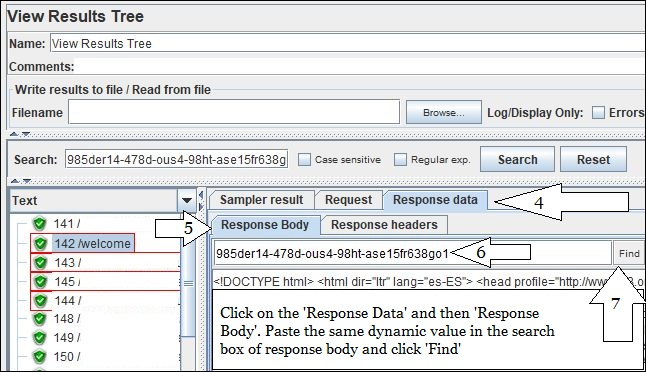 View Results Tree
Name: View Results Tree
Comments:
Write results to file / Read from file
Filename Browse... Log/Display Only: Errors
Search: 985der14-478d-ous4-98ht-ase15fr638g Case sensitive Regular exp. Search Reset
Text
Sampler result Request Response data 4
141 /
5 Response Body Response headers
142 /welcome
985der14-478d-ous4-98ht-ase15fr638go1 6 Find
143 /
145 /
<!DOCTYPE html> <html dir="ltr" lang="es-ES"> <head profile="http://www
144 /
148 /
149 /
150 /
Click on the 'Response Data' and then 'Response
Body'. Paste the same dynamic value in the search
box of response body and click 'Find'
7